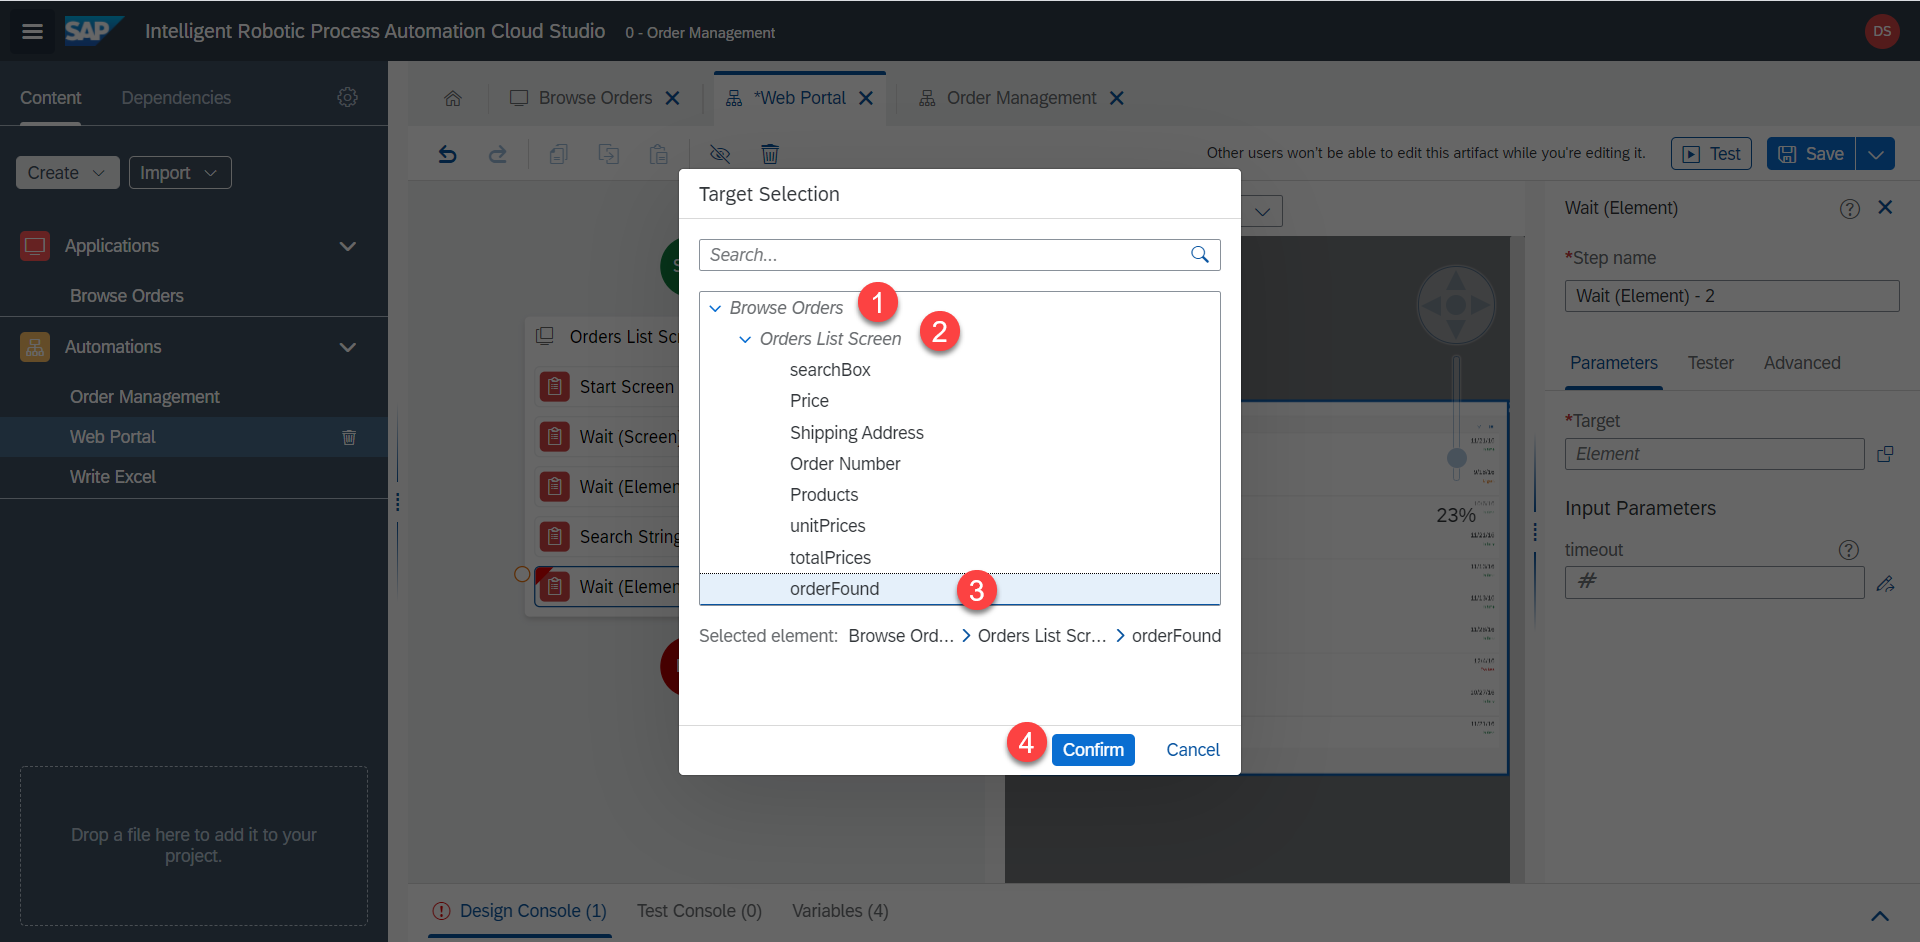 SAP Intelligent Robotic Process Automation Cloud Studio 0 - Order Management DS
Content Dependencies
Browse Orders *Web Portal Order Management
Create Import
Other users won't be able to edit this artifact while you're editing it. Test Save
Applications
Browse Orders
Automations
Order Management
Web Portal
Write Excel
Drop a file here to add it to your
project.
Orders List Sc
Start Screen
Wait (Screen)
Wait (Elemen
Search String
Wait (Elemen
Target Selection
Search...
Browse Orders 1
Orders List Screen 2
searchBox
Price
Shipping Address
Order Number
Products
unitPrices
totalPrices
orderFound 3
Selected element: Browse Ord... > Orders List Scr... > orderFound
4 Confirm Cancel
23%
Wait (Element)
*Step name
Wait (Element) - 2
Parameters Tester Advanced
*Target
Element
Input Parameters
timeout
#
Design Console (1) Test Console (0) Variables (4)